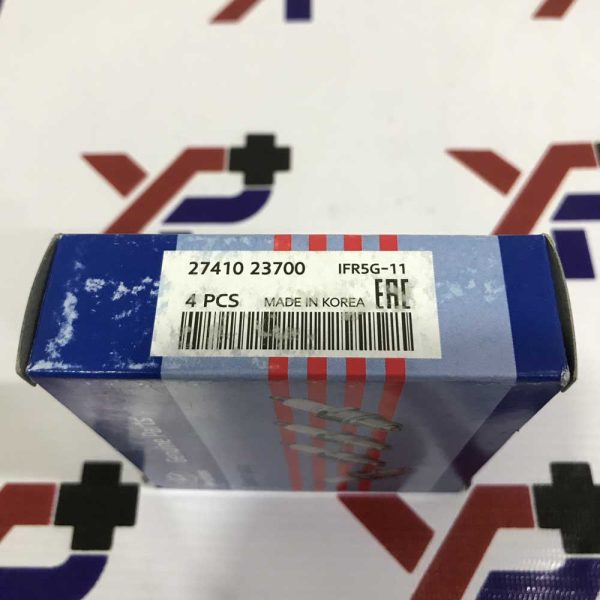 27410 23700 IFR5G-11
4 PCS MADE IN KOREA EAC